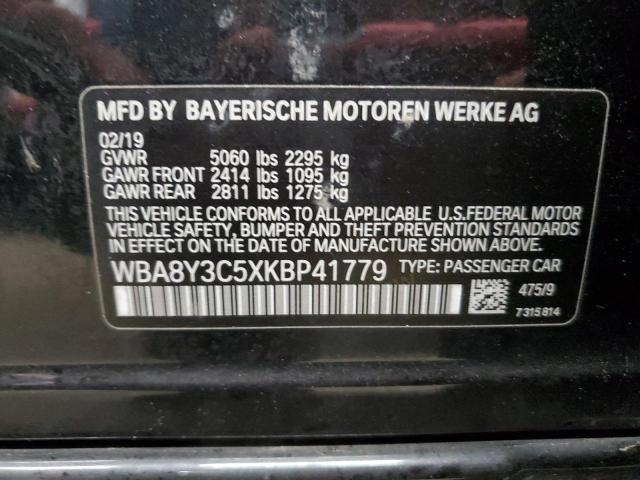 MFD BY BAYERISCHE MOTOREN WERKE AG
02/19
GVWR 5060 lbs 2295 kg
GAWR FRONT 2414 lbs 1095 kg
GAWR REAR 2811 lbs 1275 kg
THIS VEHICLE CONFORMS TO ALL APPLICABLE U.S.FEDERAL MOTOR
VEHICLE SAFETY, BUMPER AND THEFT PREVENTION STANDARDS
IN EFFECT ON THE DATE OF MANUFACTURE SHOWN ABOVE.
WBA8Y3C5XKBP41779 TYPE: PASSENGER CAR
475/9
7315814